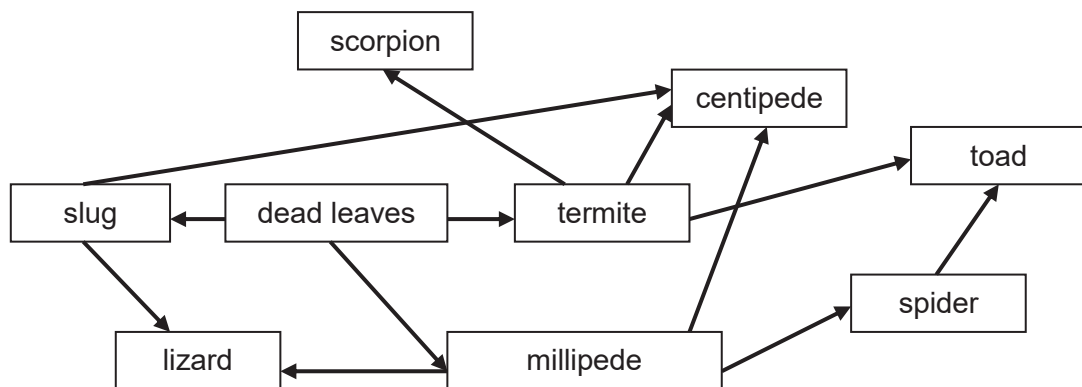 scorpion
centipede
toad
slug
dead leaves
termite
spider
lizard
millipede